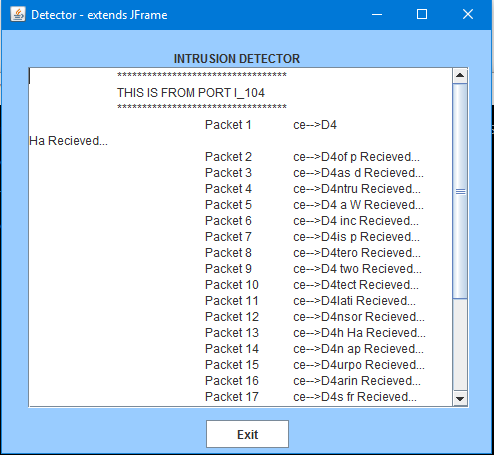 Detector - extends JFrame
INTRUSION DETECTOR
**********************************
THIS IS FROM PORT I_104
**********************************
Packet 1 ce-->D4
Ha Recieved...
Packet 2 ce-->D4of p Recieved...
Packet 3 ce-->D4as d Recieved...
Packet 4 ce-->D4ntru Recieved...
Packet 5 ce-->D4 a W Recieved...
Packet 6 ce-->D4 inc Recieved...
Packet 7 ce-->D4is p Recieved...
Packet 8 ce-->D4tero Recieved...
Packet 9 ce-->D4 two Recieved...
Packet 10 ce-->D4tect Recieved...
Packet 11 ce-->D4lati Recieved...
Packet 12 ce-->D4nsor Recieved...
Packet 13 ce-->D4h Ha Recieved...
Packet 14 ce-->D4n ap Recieved...
Packet 15 ce-->D4urpo Recieved...
Packet 16 ce-->D4arin Recieved...
Packet 17 ce-->D4s fr Recieved...
Exit